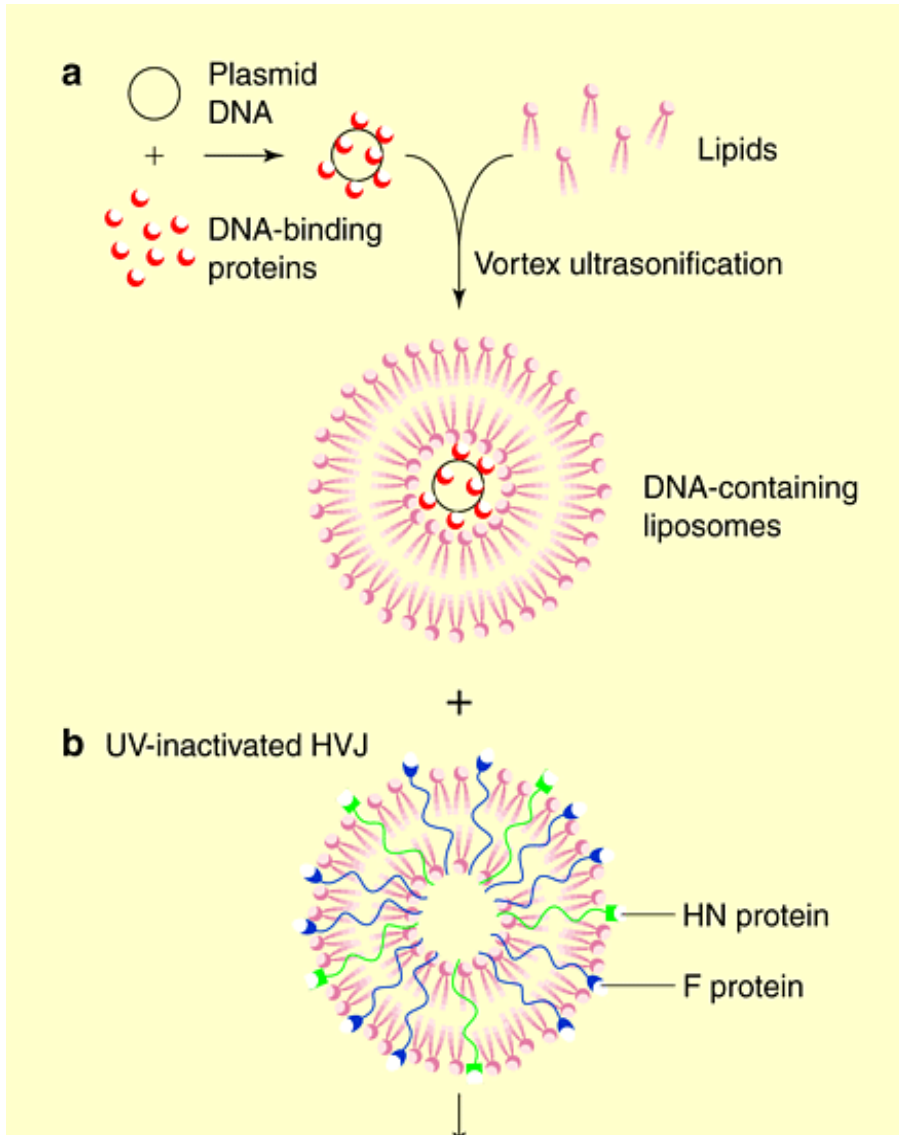 a
Plasmid
DNA
+
DNA-binding
proteins
Lipids
Vortex ultrasonification
DNA-containing
liposomes
+
b UV-inactivated HVJ
HN protein
F protein